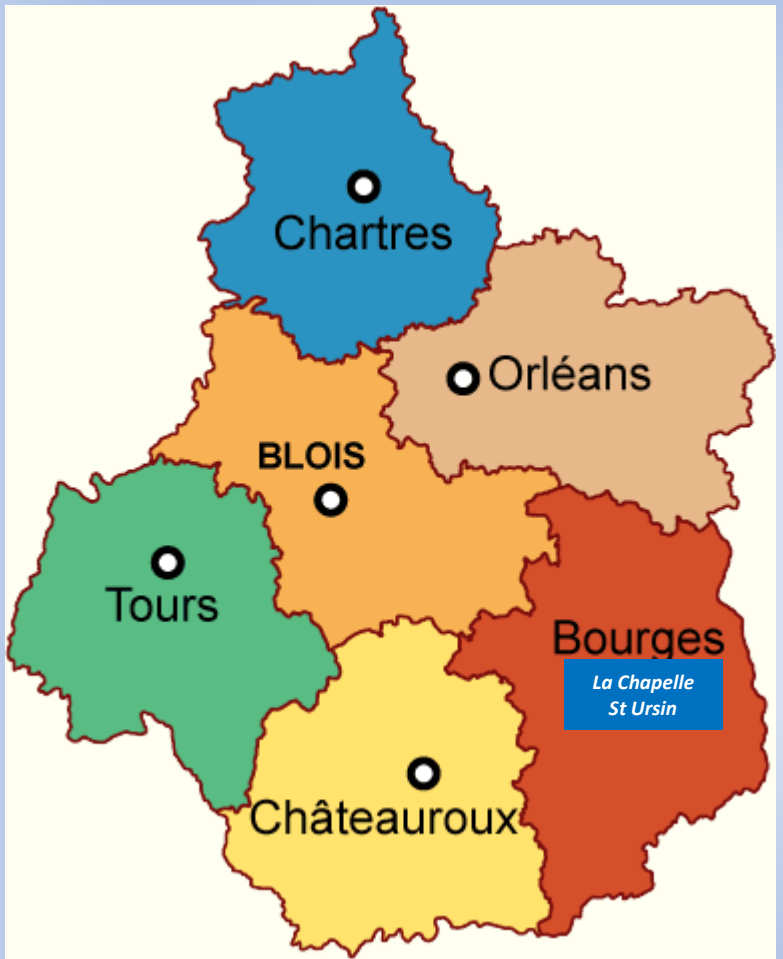 Chartres
Orléans
BLOIS
Tours
Bourges
La Chapelle
St Ursin
Châteauroux